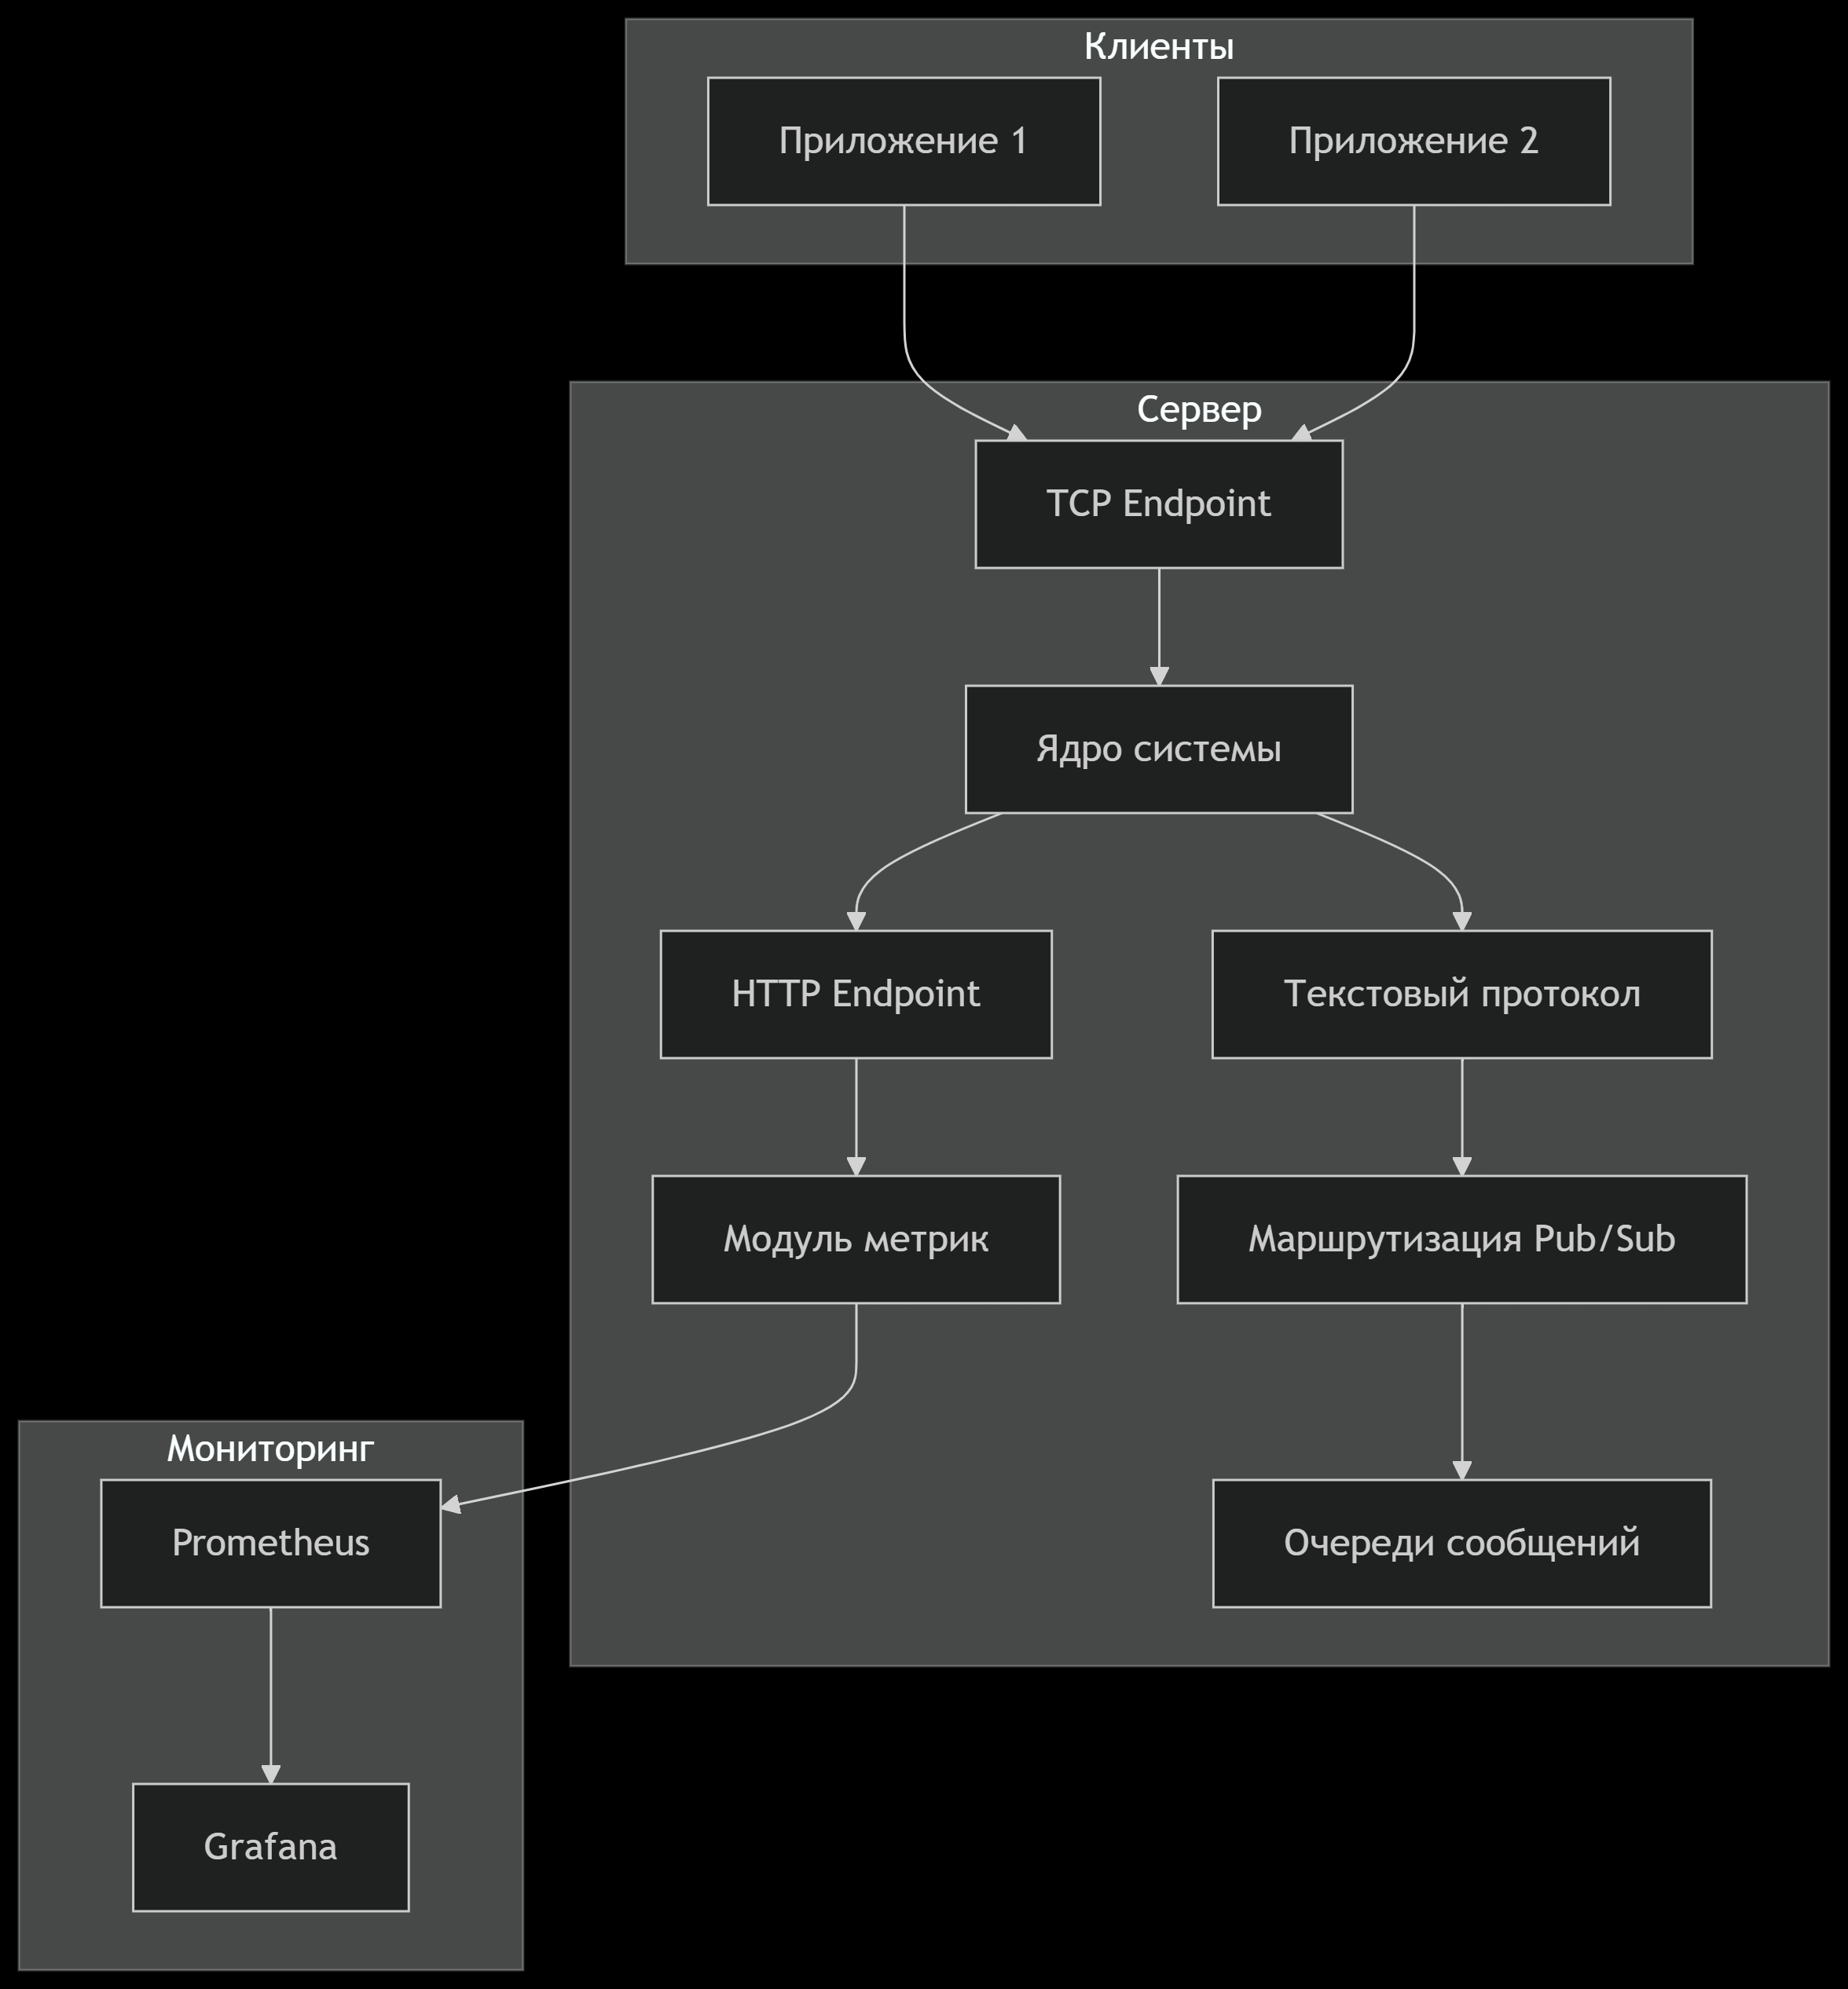 Клиенты
Приложение 1
Приложение 2
Сервер
TCP Endpoint
Ядро системы
HTTP Endpoint
Текстовый протокол
Модуль метрик
Маршрутизация Pub/Sub
Мониторинг
Prometheus
Очереди сообщений
Grafana